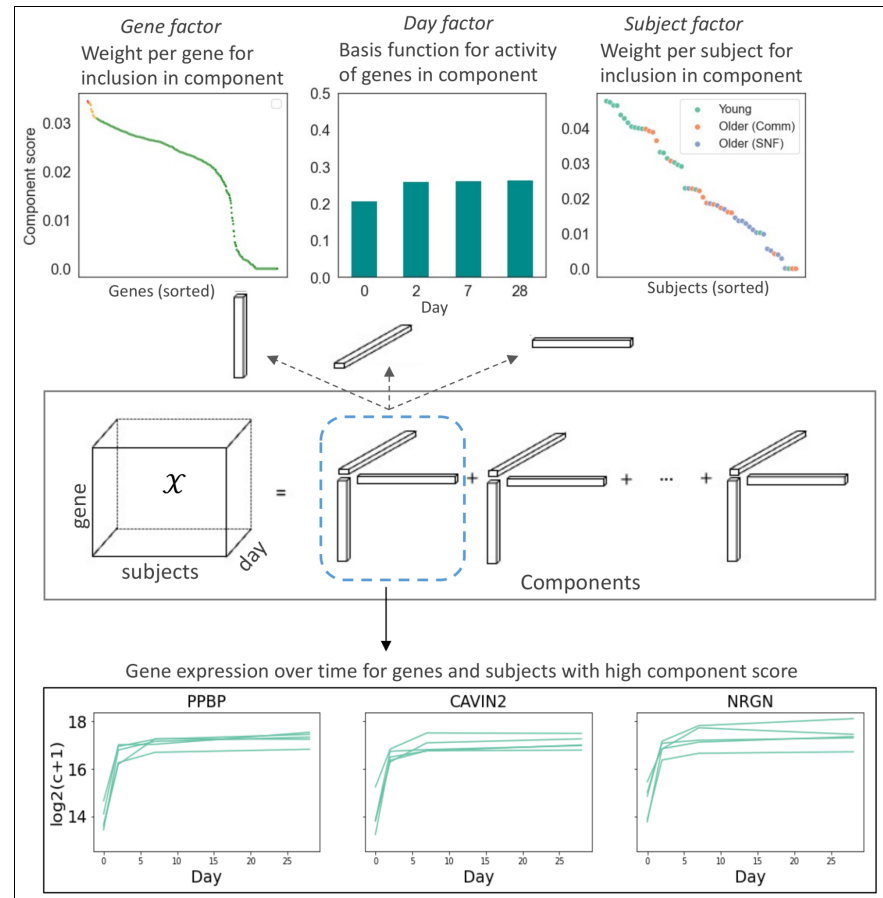 Gene factor
Weight per gene for
inclusion in component
Day factor
Basis function for activity
of genes in component
Subject factor
Weight per subject for
inclusion in component
Component score
0.03
0.02
0.01
0.0
Genes (sorted)
0.5
0.4
0.3
0.2
0.1
0.0
0 2 7 28
Day
0.04
0.03
0.02
0.01
0.00
Young
Older (Comm)
Older (SNF)
Subjects (sorted)
gene
X
subjects
day
=
+
+ ... +
Components
Gene expression over time for genes and subjects with high component score
PPBP
CAVIN2
NRGN
log2(c+1)
18
16
14
0 5 10 15 20 25
Day
0 5 10 15 20 25
Day
0 5 10 15 20 25
Day